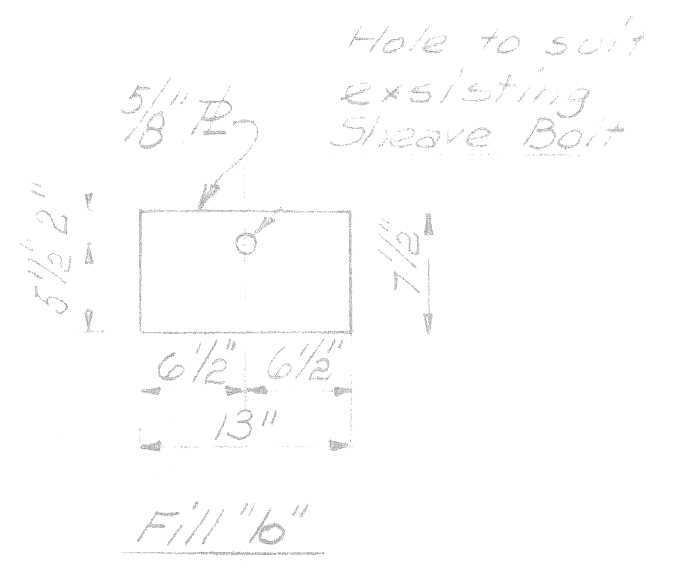 Hole to suit
exsisting
Sheave Bolt
5/8" PL
2"
5 1/2
7 1/2"
6 1/2" 6 1/2"
13"
Fill "b"